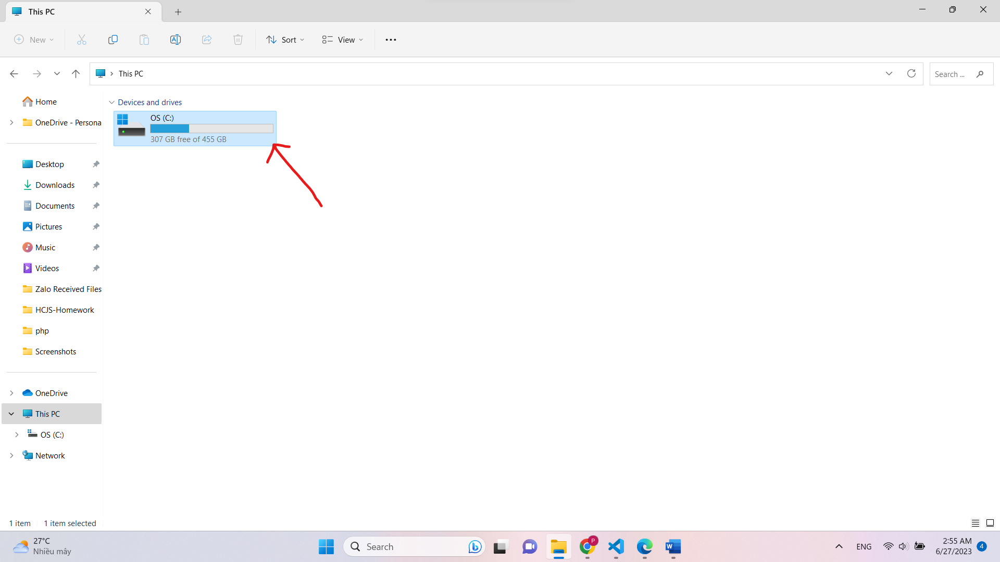 This PC
New
Sort
View
This PC
Search ...
Home
OneDrive - Persona
Desktop
Downloads
Documents
Pictures
Music
Videos
Zalo Received Files
HCJS-Homework
php
Screenshots
OneDrive
This PC
OS (C:)
Network
Devices and drives
OS (C:)
307 GB free of 455 GB
1 item
1 item selected
27°C
Nhiều mây
Search
P
W
ENG
2:55 AM
6/27/2023
4